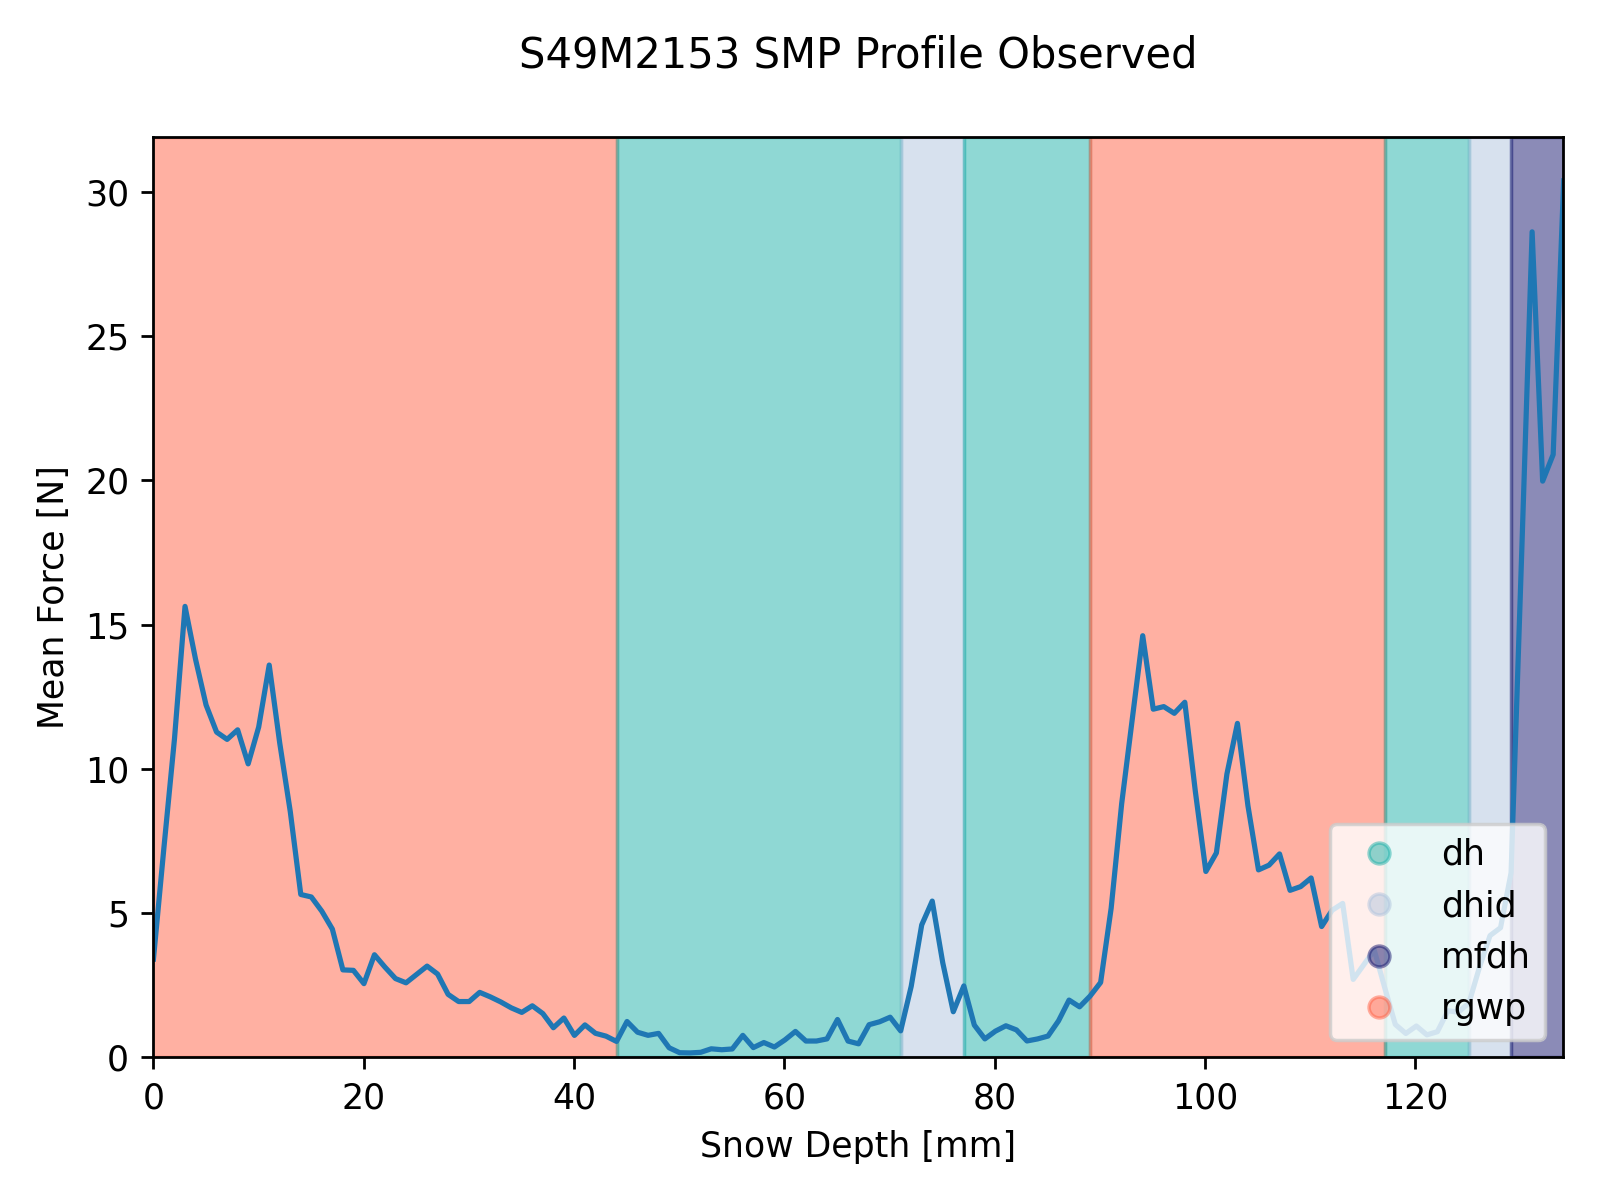 S49M2153 SMP Profile Observed
30
25
20
15
10
5
0
Mean Force [N]
0 20 40 60 80 100 120
Snow Depth [mm]
dh
dhid
mfdh
rgwp